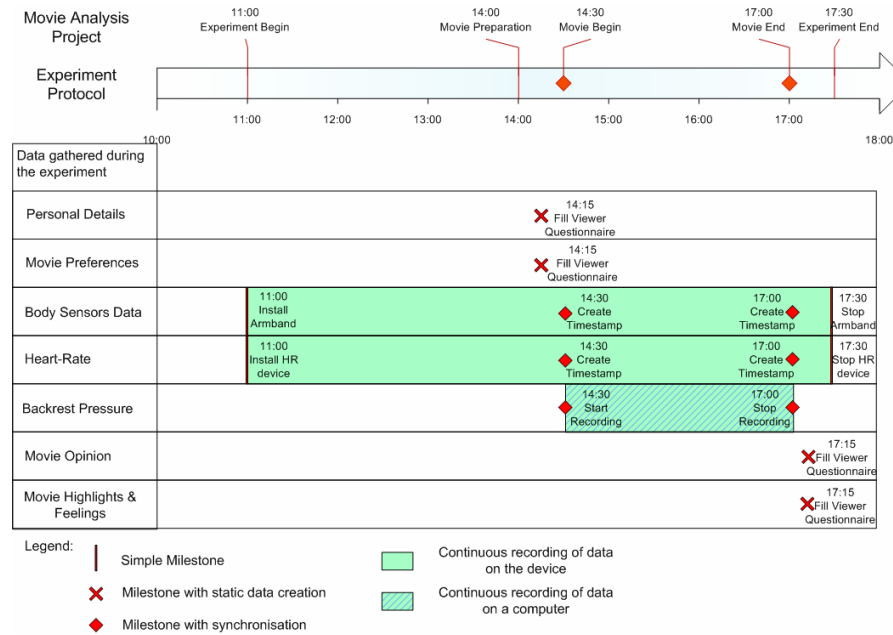 Movie Analysis
Project
11:00
Experiment Begin
14:00
Movie Preparation
14:30
Movie Begin
17:00
Movie End
17:30
Experiment End
Experiment
Protocol
11:00
12:00
13:00
14:00
15:00
16:00
17:00
10:00
18:00
Data gathered during
the experiment
Personal Details
14:15
Fill Viewer
Questionnaire
Movie Preferences
14:15
Fill Viewer
Questionnaire
Body Sensors Data
11:00
Install
Armband
14:30
Create
Timestamp
17:00
Create
Timestamp
17:30
Stop
Armband
Heart-Rate
11:00
Install HR
device
14:30
Create
Timestamp
17:00
Create
Timestamp
17:30
Stop HR
device
Backrest Pressure
14:30
Start
Recording
17:00
Stop
Recording
Movie Opinion
17:15
Fill Viewer
Questionnaire
Movie Highlights &
Feelings
17:15
Fill Viewer
Questionnaire
Legend:
Simple Milestone
Milestone with static data creation
Milestone with synchronisation
Continuous recording of data
on the device
Continuous recording of data
on a computer